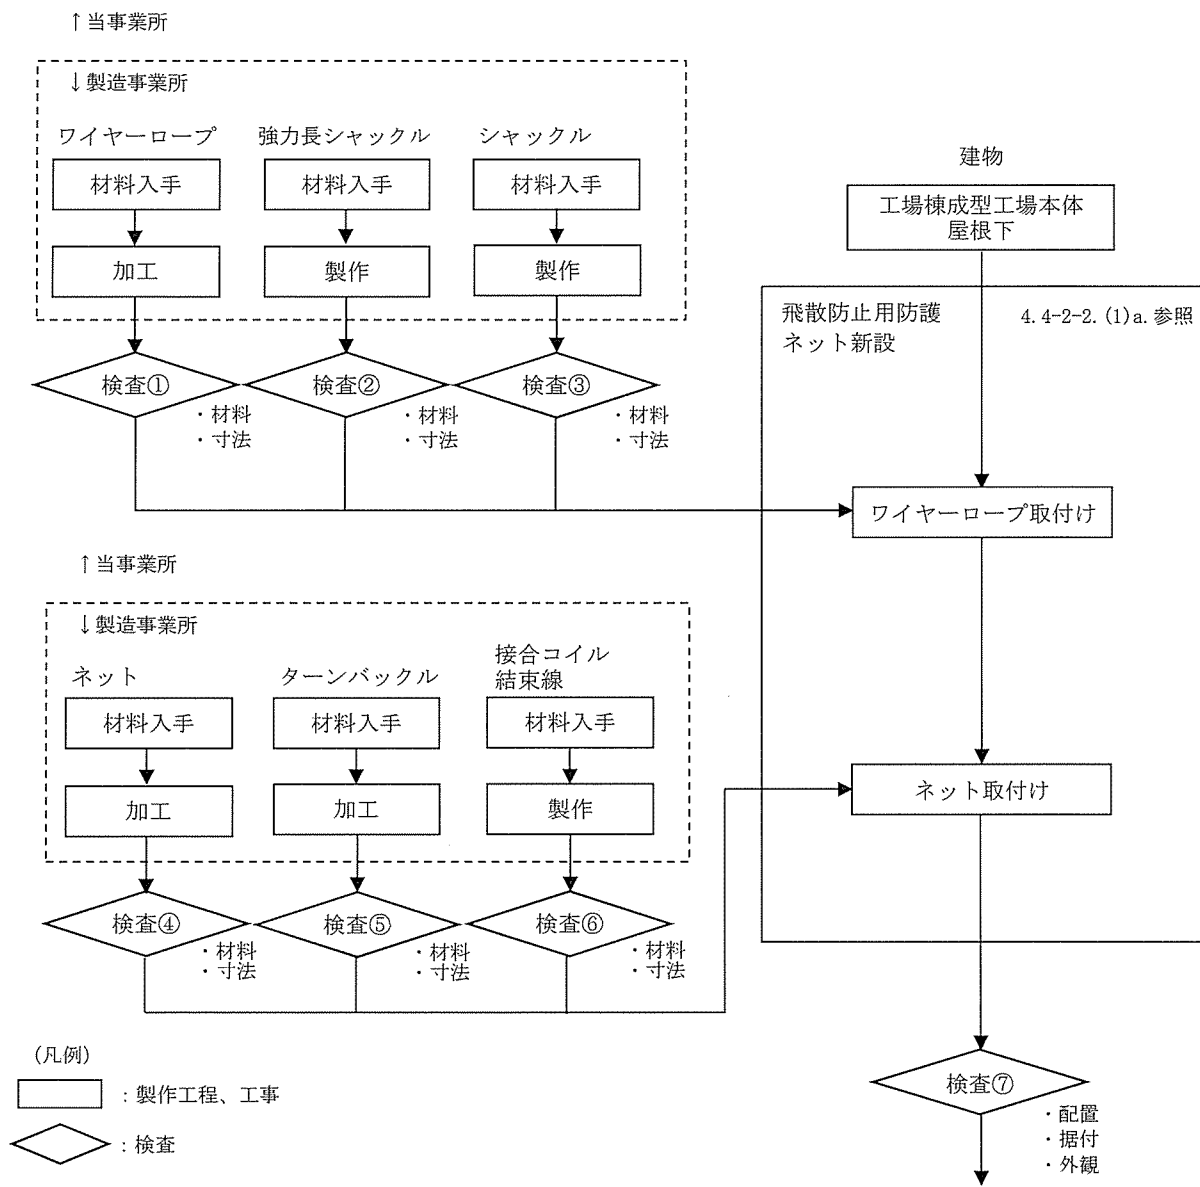 ↑当事業所
↓製造事業所
ワイヤーロープ
強力長シャックル
シャックル
材料入手
材料入手
材料入手
加工
製作
製作
検査①
・材料
・寸法
検査②
・材料
・寸法
検査③
・材料
・寸法
建物
工場棟成型工場本体
屋根下
飛散防止用防護
ネット新設
4.4-2-2.(1)a.参照
ワイヤーロープ取付け
↑当事業所
↓製造事業所
ネット
ターンバックル
接合コイル
結束線
材料入手
材料入手
材料入手
加工
加工
製作
ネット取付け
検査④
・材料
・寸法
検査⑤
・材料
・寸法
検査⑥
・材料
・寸法
検査⑦
・配置
・据付
・外観
(凡例)
：製作工程、工事
：検査